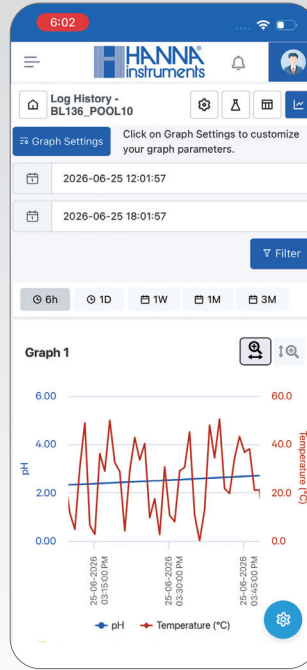 6:02
HANNA
instruments
Log History -
BL136_POOL10
Graph Settings
Click on Graph Settings to customize
your graph parameters.
2026-06-25 12:01:57
2026-06-25 18:01:57
Filter
6h 1D 1W 1M 3M
Graph 1
6.00 60.0
4.00 40.0
2.00 20.0
0.00 0.0
pH
Temperature (°C)
25-06-2026
03:15:00 PM
25-06-2026
03:30:00 PM
25-06-2026
03:45:00 PM
pH Temperature (°C)